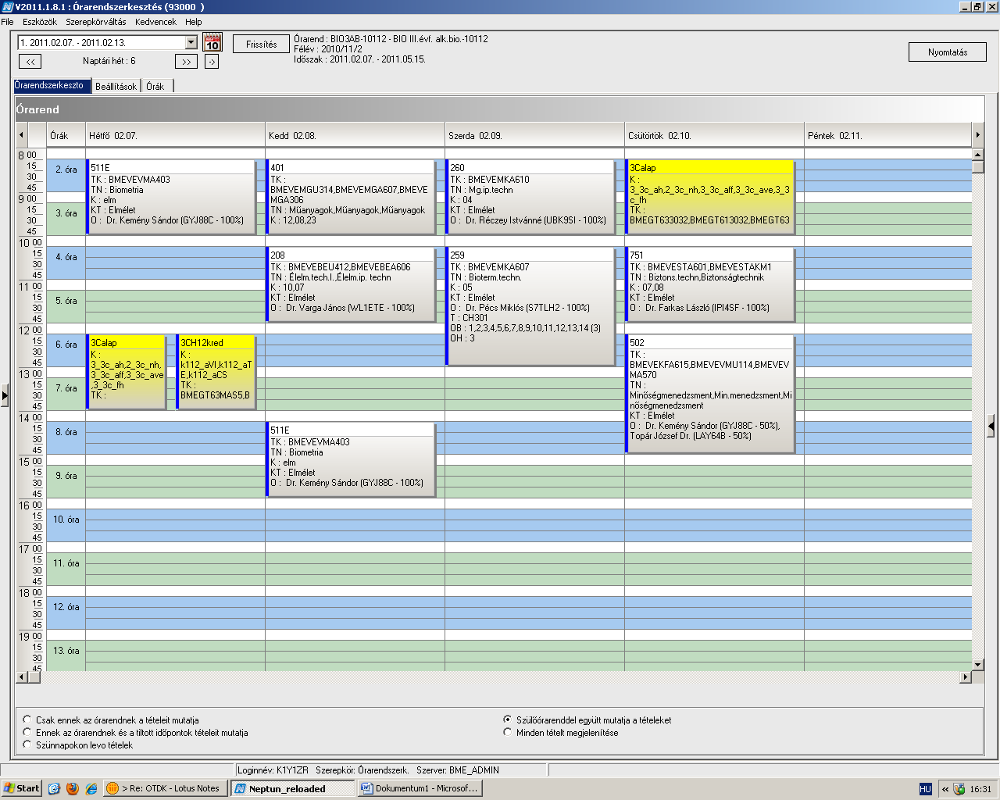 V2011.1.8.1 : Órarendszerkesztés (93000  )
File Eszközök Szerepkörváltás Kedvencek Help
1. 2011.02.07. - 2011.02.13.
10
Frissítés
Órarend : BIO3AB-10112 - BIO III.évf. alk.bio.-10112
Félév : 2010/11/2
Időszak : 2011.02.07. - 2011.05.15.
Nyomtatás
<< Naptári hét : 6 >> ->
Órarendszerkeszto Beállítások Órák
Órarend
Órák Hétfő 02.07. Kedd 02.08. Szerda 02.09. Csütörtök 02.10. Péntek 02.11.
8 00
15
30
45
9 00
15
30
45
10 00
15
30
45
11 00
15
30
45
12 00
15
30
45
13 00
15
30
45
14 00
15
30
45
15 00
15
30
45
16 00
15
30
45
17 00
15
30
45
18 00
15
30
45
19 00
15
30
45
2. óra
3. óra
4. óra
5. óra
6. óra
7. óra
8. óra
9. óra
10. óra
11. óra
12. óra
13. óra
511E
TK : BMEVEVMA403
TN : Biometria
K : elm
KT : Elmélet
O :  Dr. Kemény Sándor (GYJ88C - 100%)
3Calap
K :
3_3c_ah,2_3c_nh,
3_3c_aff,3_3c_ave
,3_3c_fh
TK :
3CH12kred
K :
k112_aVI,k112_aT
E,k112_aCS
TK :
BMEGT63MAS5,B
401
TK :
BMEVEMGU314,BMEVEMGA607,BMEVE
MGA306
TN : Műanyagok,Műanyagok,Műanyagok
K : 12,08,23
208
TK : BMEVEBEU412,BMEVEBEA606
TN : Élelm.tech.I.,Élelm.ip. techn
K : 10,07
KT : Elmélet
O :  Dr. Varga János (WL1ETE - 100%)
511E
TK : BMEVEVMA403
TN : Biometria
K : elm
KT : Elmélet
O :  Dr. Kemény Sándor (GYJ88C - 100%)
260
TK : BMEVEMKA610
TN : Mg.ip.techn
K : 04
KT : Elmélet
O :  Dr. Réczey Istvánné (UBK9SI - 100%)
259
TK : BMEVEMKA607
TN : Bioterm.techn.
K : 05
KT : Elmélet
O :  Dr. Pécs Miklós (S7TLH2 - 100%)
T : CH301
OB : 1,2,3,4,5,6,7,8,9,10,11,12,13,14 (3)
OH : 3
3Calap
K :
3_3c_ah,2_3c_nh,3_3c_aff,3_3c_ave,3_3
c_fh
TK :
BMEGT633032,BMEGT613032,BMEGT63
751
TK : BMEVESTA601,BMEVESTAKM1
TN : Biztons.techn,Biztonságtechnik
K : 07,08
KT : Elmélet
O :  Dr. Farkas László (IPI4SF - 100%)
502
TK :
BMEVEKFA615,BMEVEVMU114,BMEVEV
MA570
TN :
Minőségmenedzsment,Min.menedzsment,Mi
nőségmenedzsment
KT : Elmélet
O :  Dr. Kemény Sándor (GYJ88C - 50%),
Topár József Dr. (LAY64B - 50%)
Csak ennek az órarendnek a tételeit mutatja
Ennek az órarendnek és a tiltott időpontok tételeit mutatja
Szünnapokon levo tételek
Szülőórarenddel együtt mutatja a tételeket
Minden tételt megjelenítése
Loginnév: K1Y1ZR Szerepkör: Órarendszerk. Szerver: BME_ADMIN
Start > Re: OTDK - Lotus Notes Neptun_reloaded Dokumentum1 - Microsof... HU « 16:31